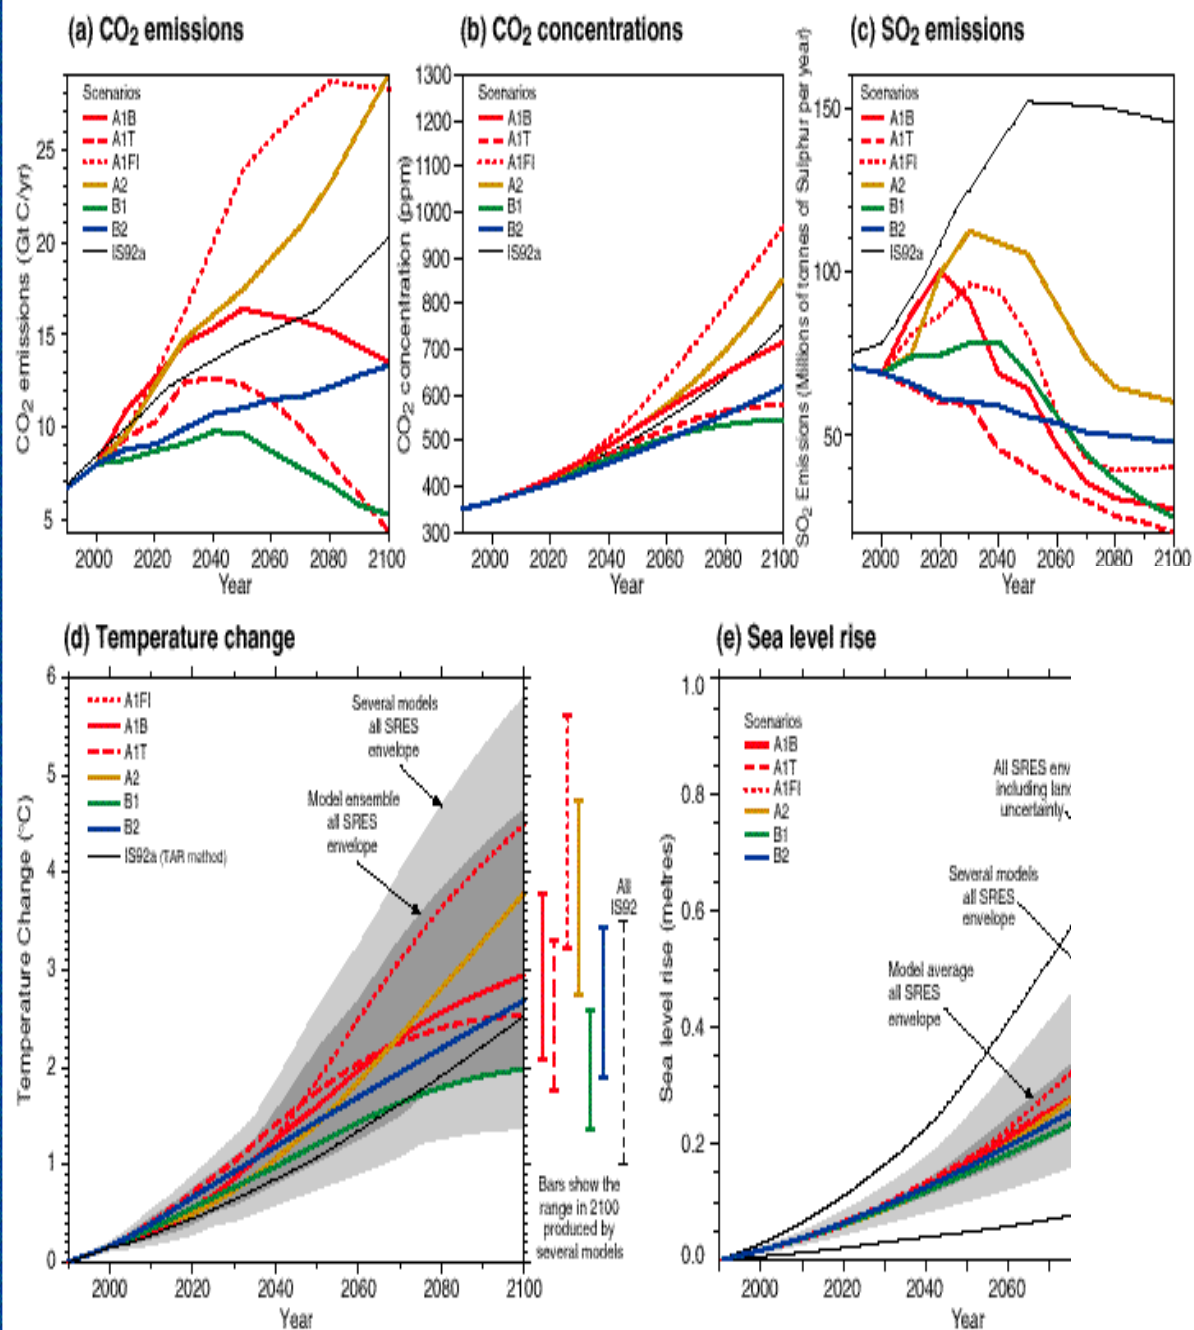 (a) CO2 emissions
CO2 emissions (Gt C/yr)
Scenarios
A1B
A1T
A1FI
A2
B1
B2
IS92a
25
20
15
10
5
2000 2020 2040 2060 2080 2100
Year
(b) CO2 concentrations
CO2 concentration (ppm)
1300
1200
1100
1000
900
800
700
600
500
400
300
Scenarios
A1B
A1T
A1FI
A2
B1
B2
IS92a
2000 2020 2040 2060 2080 2100
Year
(c) SO2 emissions
SO2 Emissions (Millions of tonnes of Sulphur per year)
150
100
50
Scenarios
A1B
A1T
A1FI
A2
B1
B2
IS92a
2000 2020 2040 2060 2080 2100
Year
(d) Temperature change
Temperature Change (°C)
6
5
4
3
2
1
0
A1FI
A1B
A1T
A2
B1
B2
IS92a (TAR method)
Several models
all SRES
envelope
Model ensemble
all SRES
envelope
All
IS92
Bars show the
range in 2100
produced by
several models
2000 2020 2040 2060 2080 2100
Year
(e) Sea level rise
Sea level rise (metres)
1.0
0.8
0.6
0.4
0.2
0.0
Scenarios
A1B
A1T
A1FI
A2
B1
B2
All SRES env
including lanc
uncertainty
Several models
all SRES
envelope
Model average
all SRES
envelope
2000 2020 2040 2060
Year